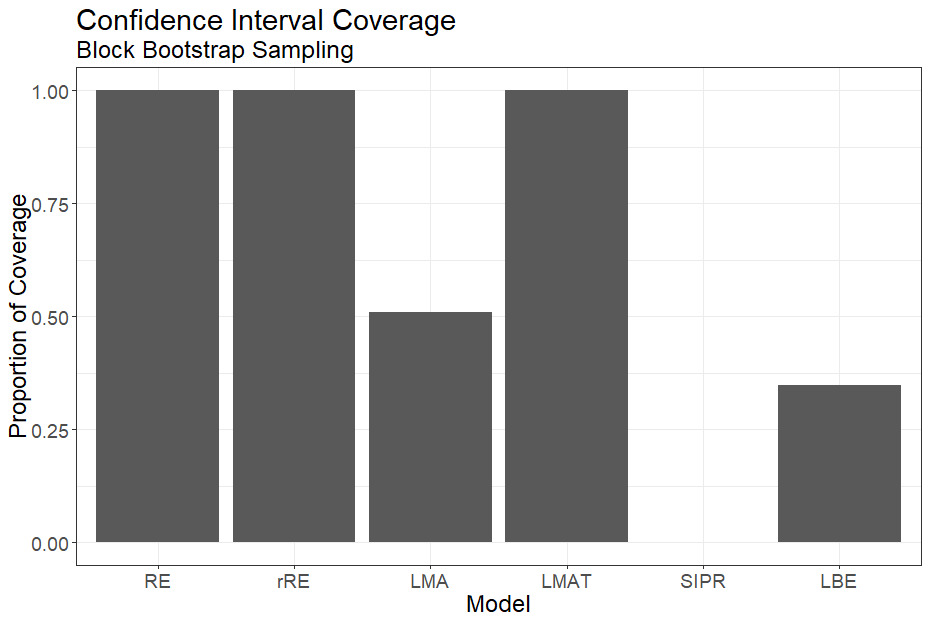 Confidence Interval Coverage
Block Bootstrap Sampling
Proportion of Coverage
1.00
0.75
0.50
0.25
0.00
RE rRE LMA LMAT SIPR LBE
Model